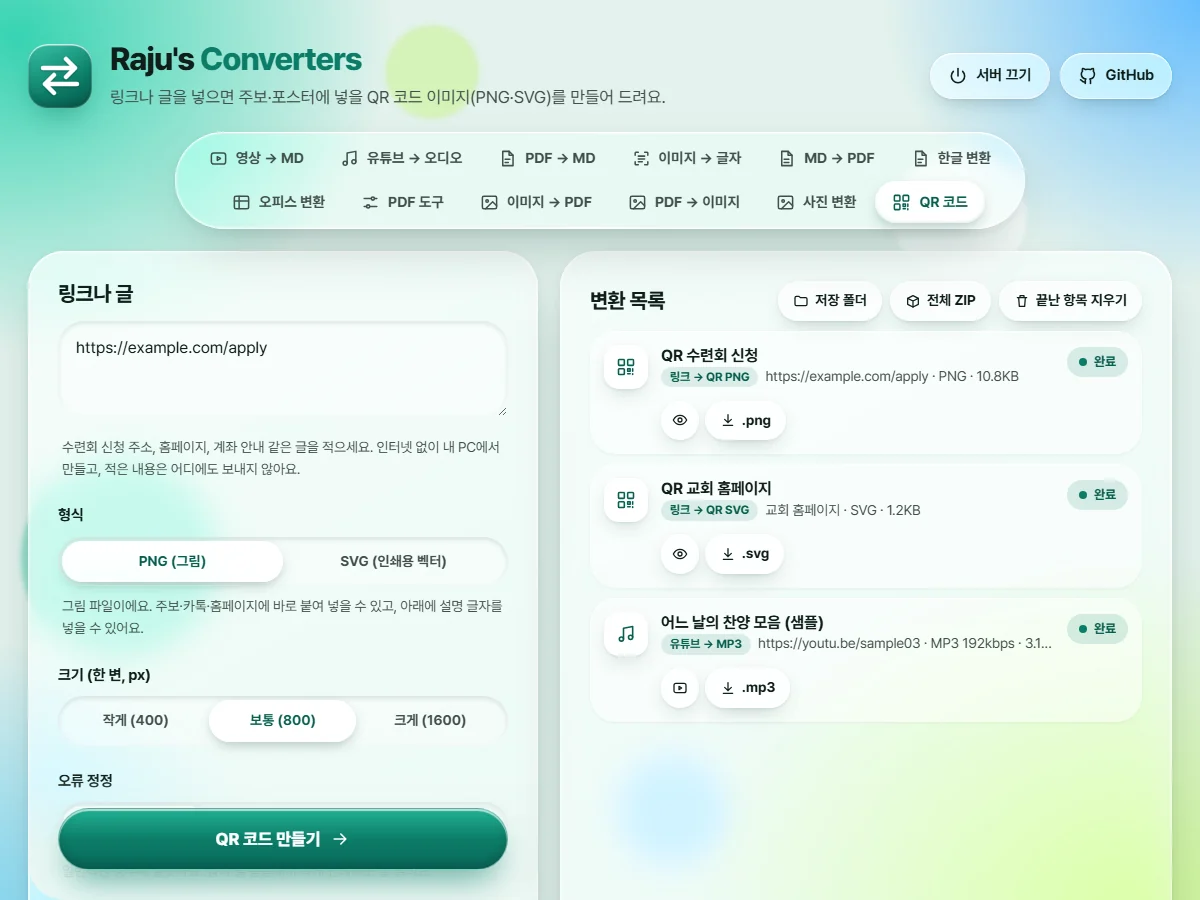 Raju's Converters
링크나 글을 넣으면 주보·포스터에 넣을 QR 코드 이미지(PNG·SVG)를 만들어 드려요.
서버 끄기
GitHub
영상 → MD
유튜브 → 오디오
PDF → MD
이미지 → 글자
MD → PDF
한글 변환
오피스 변환
PDF 도구
이미지 → PDF
PDF → 이미지
사진 변환
QR 코드
링크나 글
https://example.com/apply
수련회 신청 주소, 홈페이지, 계좌 안내 같은 글을 적으세요. 인터넷 없이 내 PC에서
만들고, 적은 내용은 어디에도 보내지 않아요.
형식
PNG (그림)
SVG (인쇄용 벡터)
그림 파일이에요. 주보·카톡·홈페이지에 바로 붙여 넣을 수 있고, 아래에 설명 글자를
넣을 수 있어요.
크기 (한 변, px)
작게 (400)
보통 (800)
크게 (1600)
오류 정정
QR 코드 만들기 →
변환 목록
저장 폴더
전체 ZIP
끝난 항목 지우기
QR 수련회 신청
링크 → QR PNG
https://example.com/apply · PNG · 10.8KB
완료
.png
QR 교회 홈페이지
링크 → QR SVG
교회 홈페이지 · SVG · 1.2KB
완료
.svg
어느 날의 찬양 모음 (샘플)
유튜브 → MP3
https://youtu.be/sample03 · MP3 192kbps · 3.1...
완료
.mp3